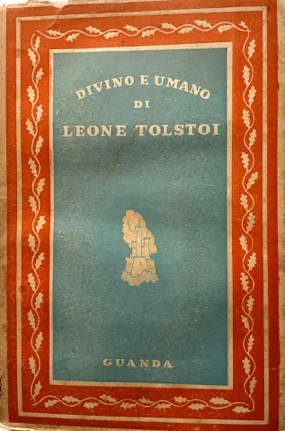 DIVINO E UMANO
DI
LEONE TOLSTOI
GUANDA